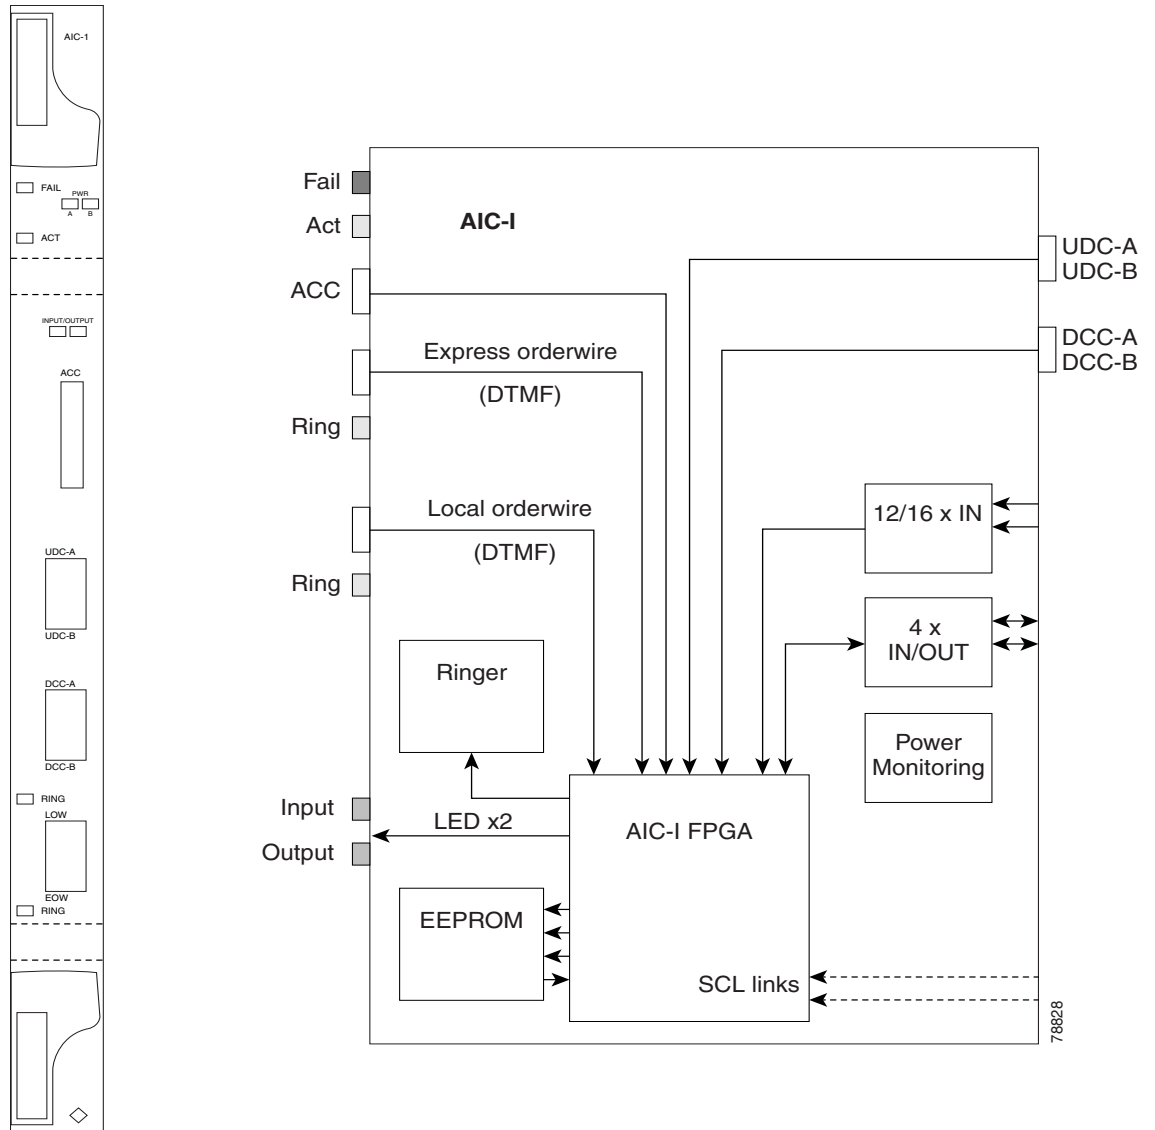 AIC-1
FAIL
PWR
A B
ACT
INPUT/OUTPUT
ACC
UDC-A
UDC-B
DCC-A
DCC-B
RING
LOW
EOW
RING
Fail
Act
AIC-I
ACC
UDC-A
UDC-B
Express orderwire
(DTMF)
DCC-A
DCC-B
Ring
Local orderwire
(DTMF)
12/16 x IN
Ring
4 x
IN/OUT
Ringer
Power
Monitoring
Input
LED x2
Output
AIC-I FPGA
EEPROM
SCL links
78828